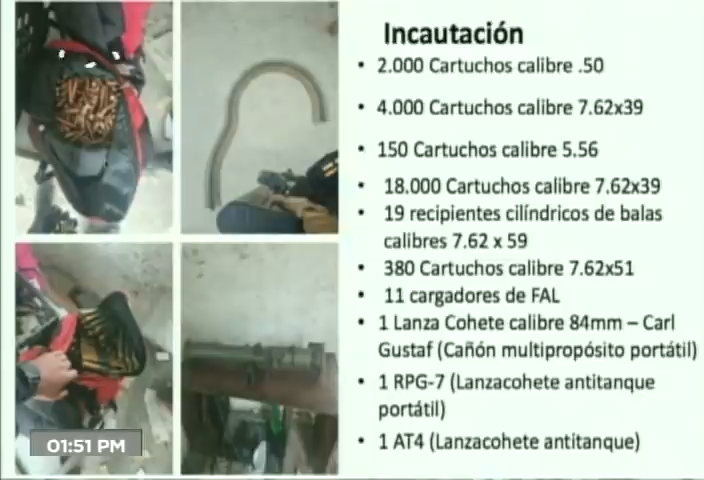 Incautación
• 2.000 Cartuchos calibre .50
• 4.000 Cartuchos calibre 7.62x39
• 150 Cartuchos calibre 5.56
• 18.000 Cartuchos calibre 7.62x39
• 19 recipientes cilíndricos de balas
calibres 7.62 x 59
• 380 Cartuchos calibre 7.62x51
• 11 cargadores de FAL
• 1 Lanza Cohete calibre 84mm – Carl
Gustaf (Cañón multipropósito portátil)
• 1 RPG-7 (Lanzacohete antitanque
portátil)
• 1 AT4 (Lanzacohete antitanque)
01:51 PM